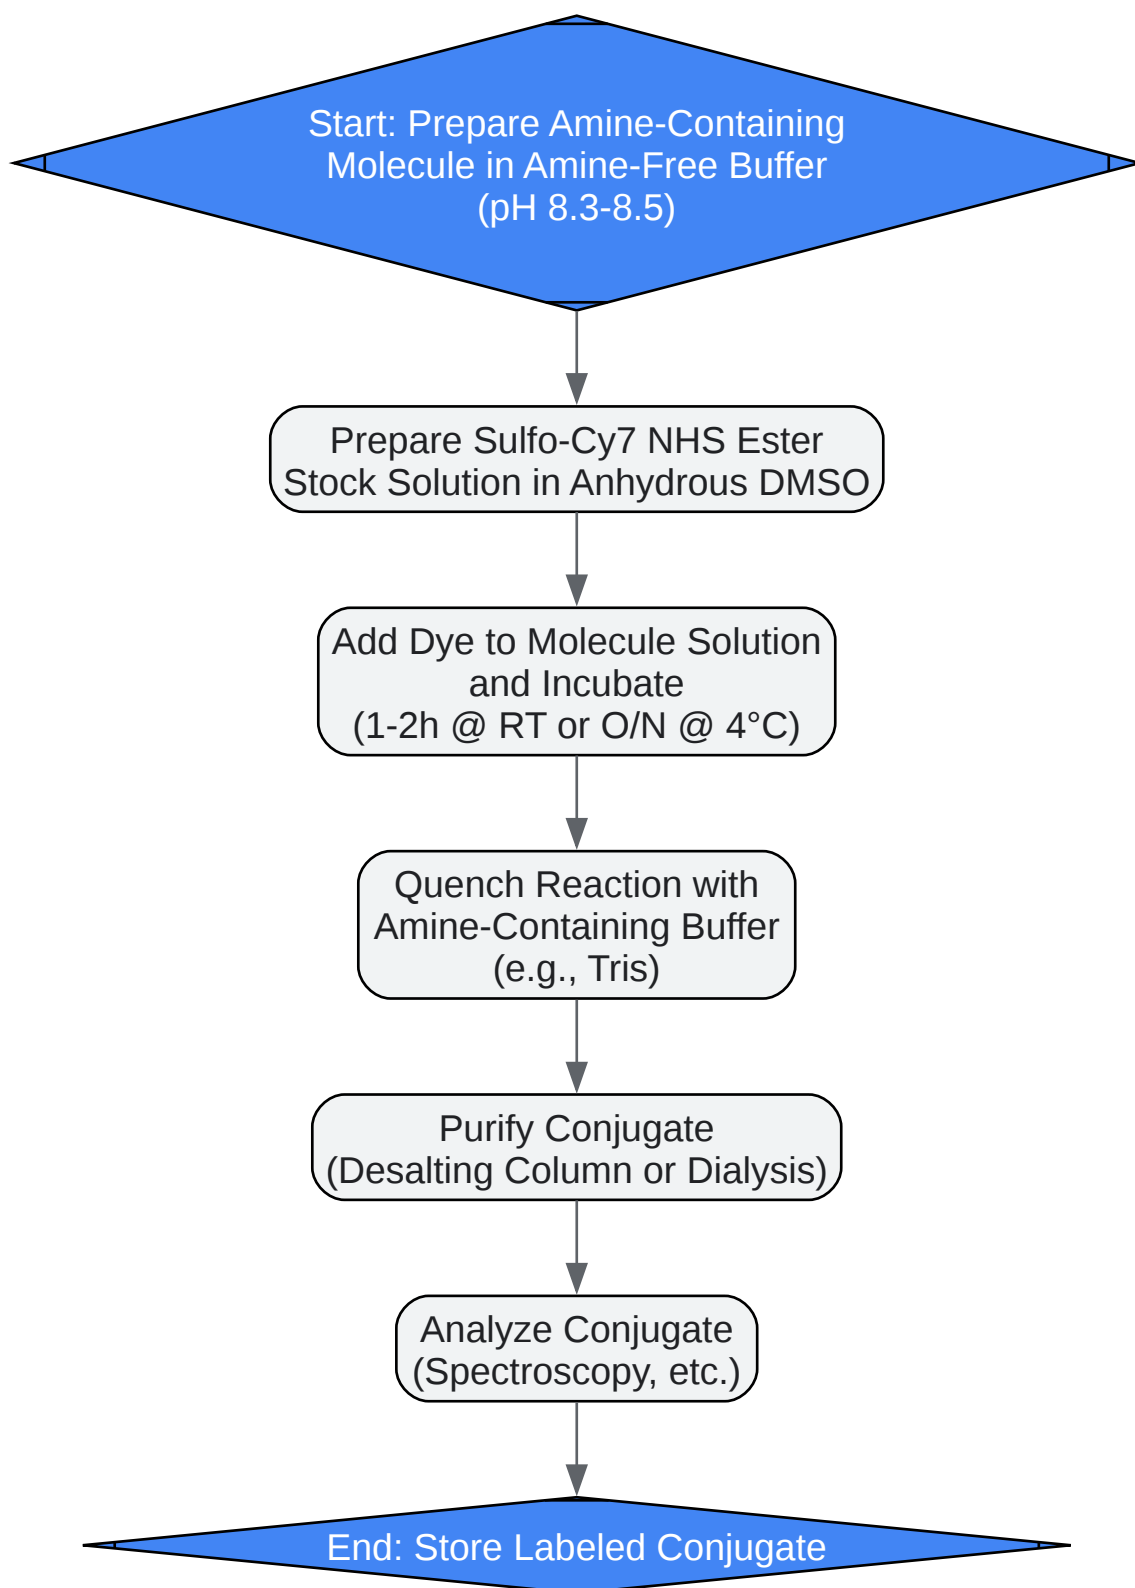 Start: Prepare Amine-Containing
Molecule in Amine-Free Buffer
(pH 8.3-8.5)
Prepare Sulfo-Cy7 NHS Ester
Stock Solution in Anhydrous DMSO
Add Dye to Molecule Solution
and Incubate
(1-2h @ RT or O/N @ 4°C)
Quench Reaction with
Amine-Containing Buffer
(e.g., Tris)
Purify Conjugate
(Desalting Column or Dialysis)
Analyze Conjugate
(Spectroscopy, etc.)
End: Store Labeled Conjugate